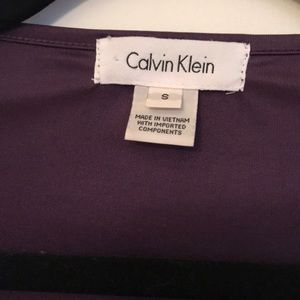 Calvin Klein
S
MADE IN VIETNAM
WITH IMPORTED
COMPONENTS